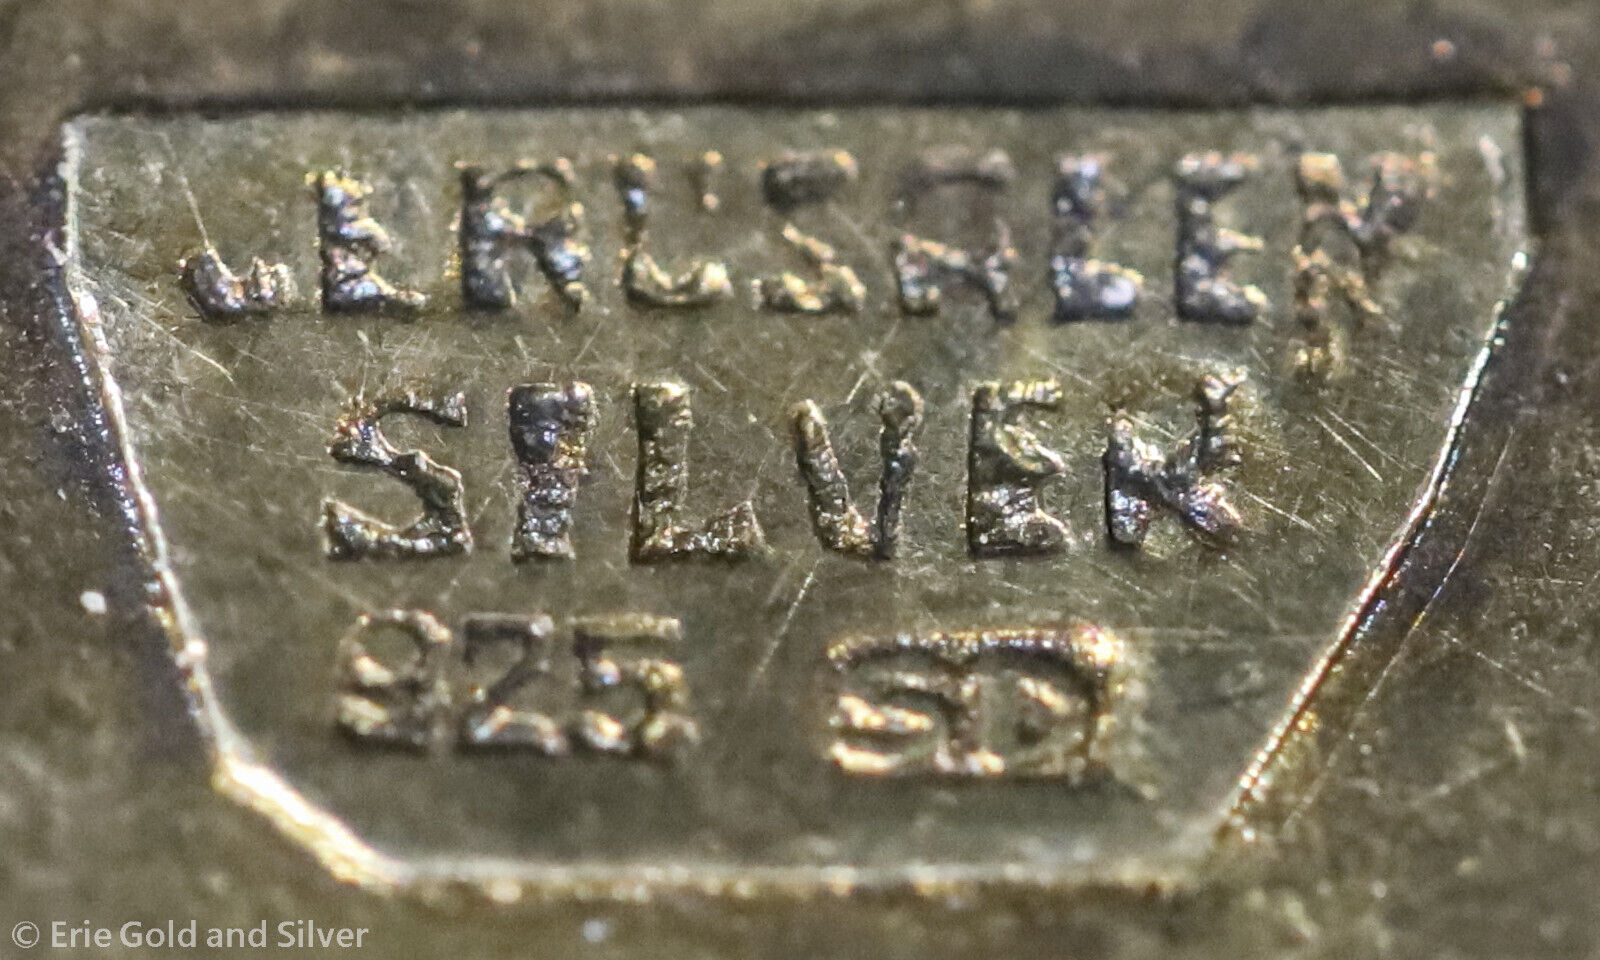 JERUSALEM
SILVER
925
© Erie Gold and Silver